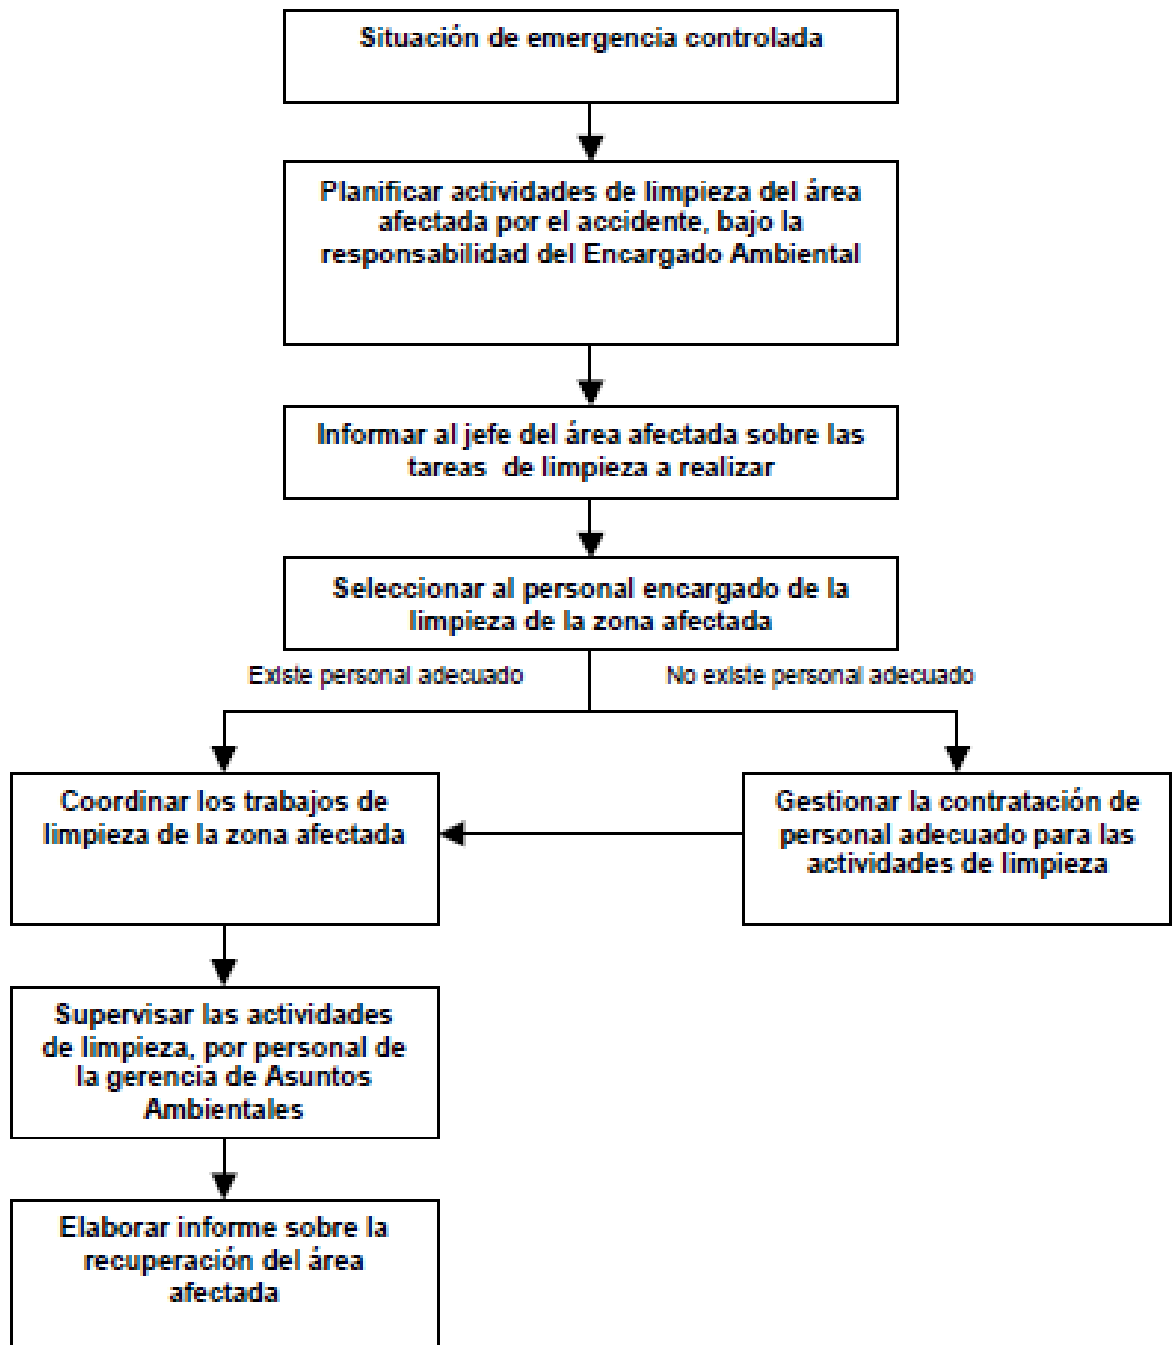 Situación de emergencia controlada
Planificar actividades de limpieza del área
afectada por el accidente, bajo la
responsabilidad del Encargado Ambiental
Informar al jefe del área afectada sobre las
tareas de limpieza a realizar
Seleccionar al personal encargado de la
limpieza de la zona afectada
Existe personal adecuado
No existe personal adecuado
Coordinar los trabajos de
limpieza de la zona afectada
Gestionar la contratación de
personal adecuado para las
actividades de limpieza
Supervisar las actividades
de limpieza, por personal de
la gerencia de Asuntos
Ambientales
Elaborar informe sobre la
recuperación del área
afectada